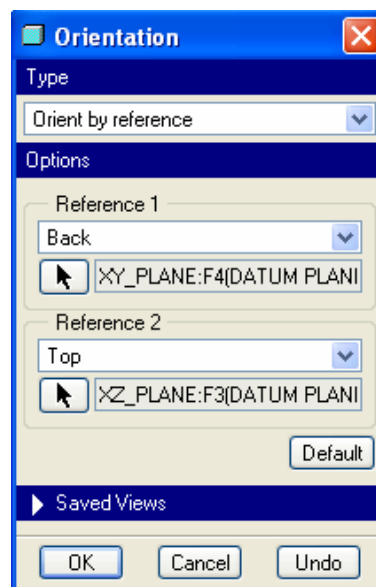 Orientation
Type
Orient by reference
Options
Reference 1
Back
XY_PLANE:F4(DATUM PLANI
Reference 2
Top
XZ_PLANE:F3(DATUM PLANI
Default
Saved Views
OK Cancel Undo